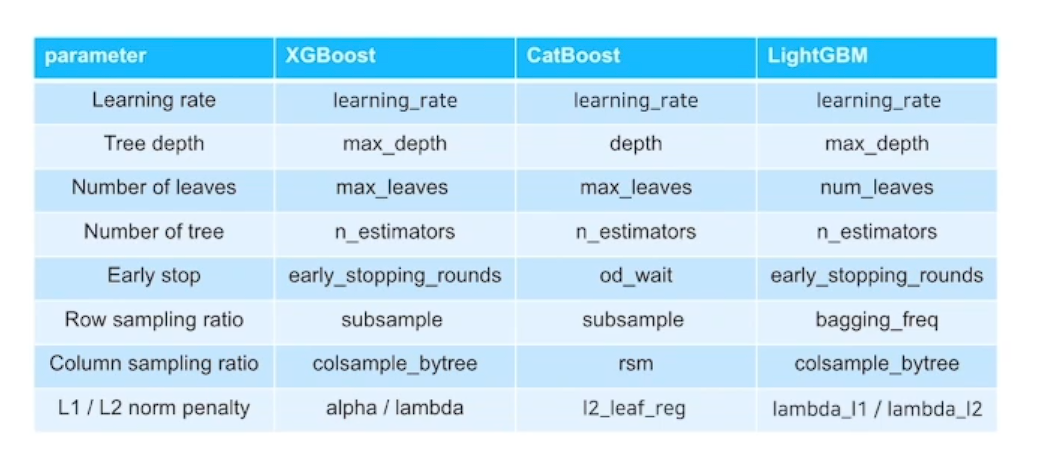 parameter XGBoost CatBoost LightGBM
Learning rate learning_rate learning_rate learning_rate
Tree depth max_depth depth max_depth
Number of leaves max_leaves max_leaves num_leaves
Number of tree n_estimators n_estimators n_estimators
Early stop early_stopping_rounds od_wait early_stopping_rounds
Row sampling ratio subsample subsample bagging_freq
Column sampling ratio colsample_bytree rsm colsample_bytree
L1 / L2 norm penalty alpha / lambda l2_leaf_reg lambda_l1 / lambda_l2